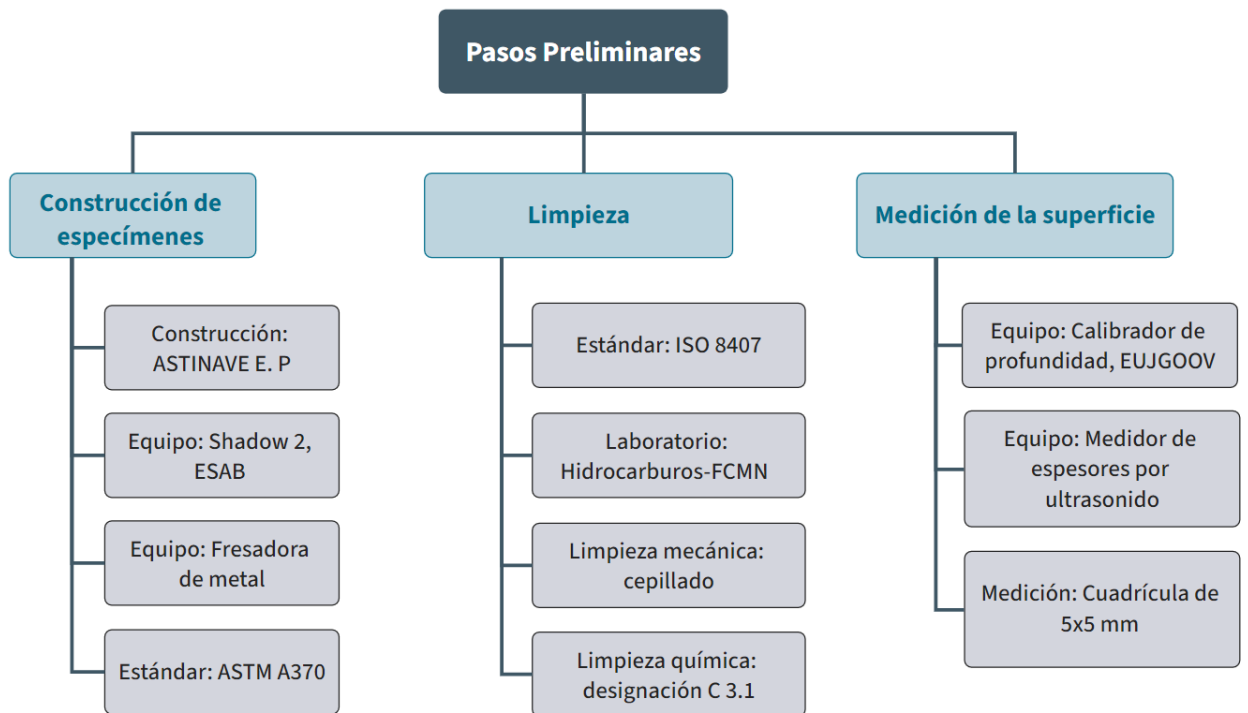 Pasos Preliminares
Construcción de
especímenes
Construcción:
ASTINAVE E. P
Equipo: Shadow 2,
ESAB
Equipo: Fresadora
de metal
Estándar: ASTM A370
Limpieza
Estándar: ISO 8407
Laboratorio:
Hidrocarburos-FCMN
Limpieza mecánica:
cepillado
Limpieza química:
designación C 3.1
Medición de la superficie
Equipo: Calibrador de
profundidad, EUJGOOV
Equipo: Medidor de
espesores por
ultrasonido
Medición: Cuadrícula de
5x5 mm